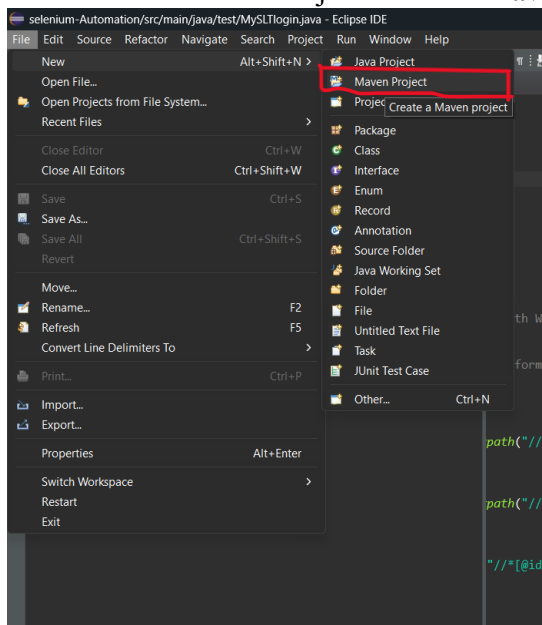 selenium-Automation/src/main/java/test/MySLTlogin.java - Eclipse IDE
File Edit Source Refactor Navigate Search Project Run Window Help
New Alt+Shift+N >
Open File...
Open Projects from File System...
Recent Files >
Close Editor Ctrl+W
Close All Editors Ctrl+Shift+W
Save Ctrl+S
Save As...
Save All Ctrl+Shift+S
Revert
Move...
Rename... F2
Refresh F5
Convert Line Delimiters To >
Print... Ctrl+P
Import...
Export...
Properties Alt+Enter
Switch Workspace >
Restart
Exit
Java Project
Maven Project
Projec
Create a Maven project
Package
Class
Interface
Enum
Record
Annotation
Source Folder
Java Working Set
Folder
File
Untitled Text File
Task
JUnit Test Case
Other... Ctrl+N
th W
form
path("//
path("//
"//*[@id